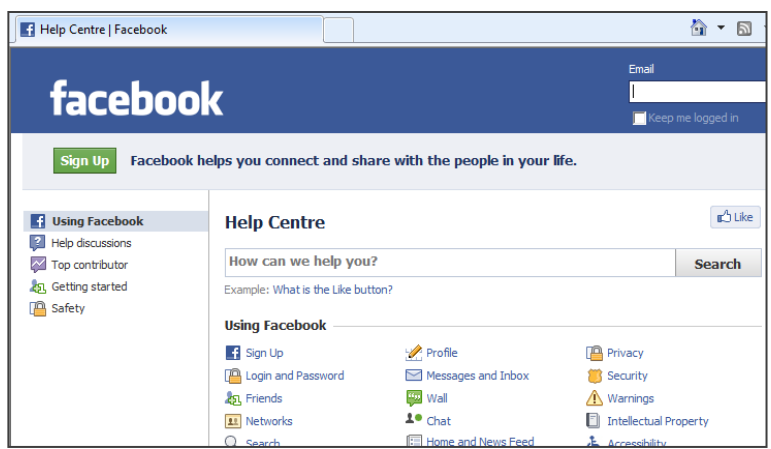 Help Centre | Facebook
facebook
Email
Keep me logged in
Sign Up Facebook helps you connect and share with the people in your life.
Using Facebook
Help discussions
Top contributor
Getting started
Safety
Help Centre
Like
How can we help you?
Search
Example: What is the Like button?
Using Facebook
Sign Up Profile Privacy
Login and Password Messages and Inbox Security
Friends Wall Warnings
Networks Chat Intellectual Property
Search Home and News Feed Accessibility